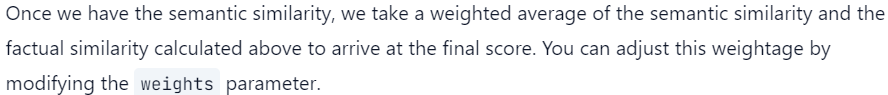 Once we have the semantic similarity, we take a weighted average of the semantic similarity and the
factual similarity calculated above to arrive at the final score. You can adjust this weightage by
modifying the weights parameter.